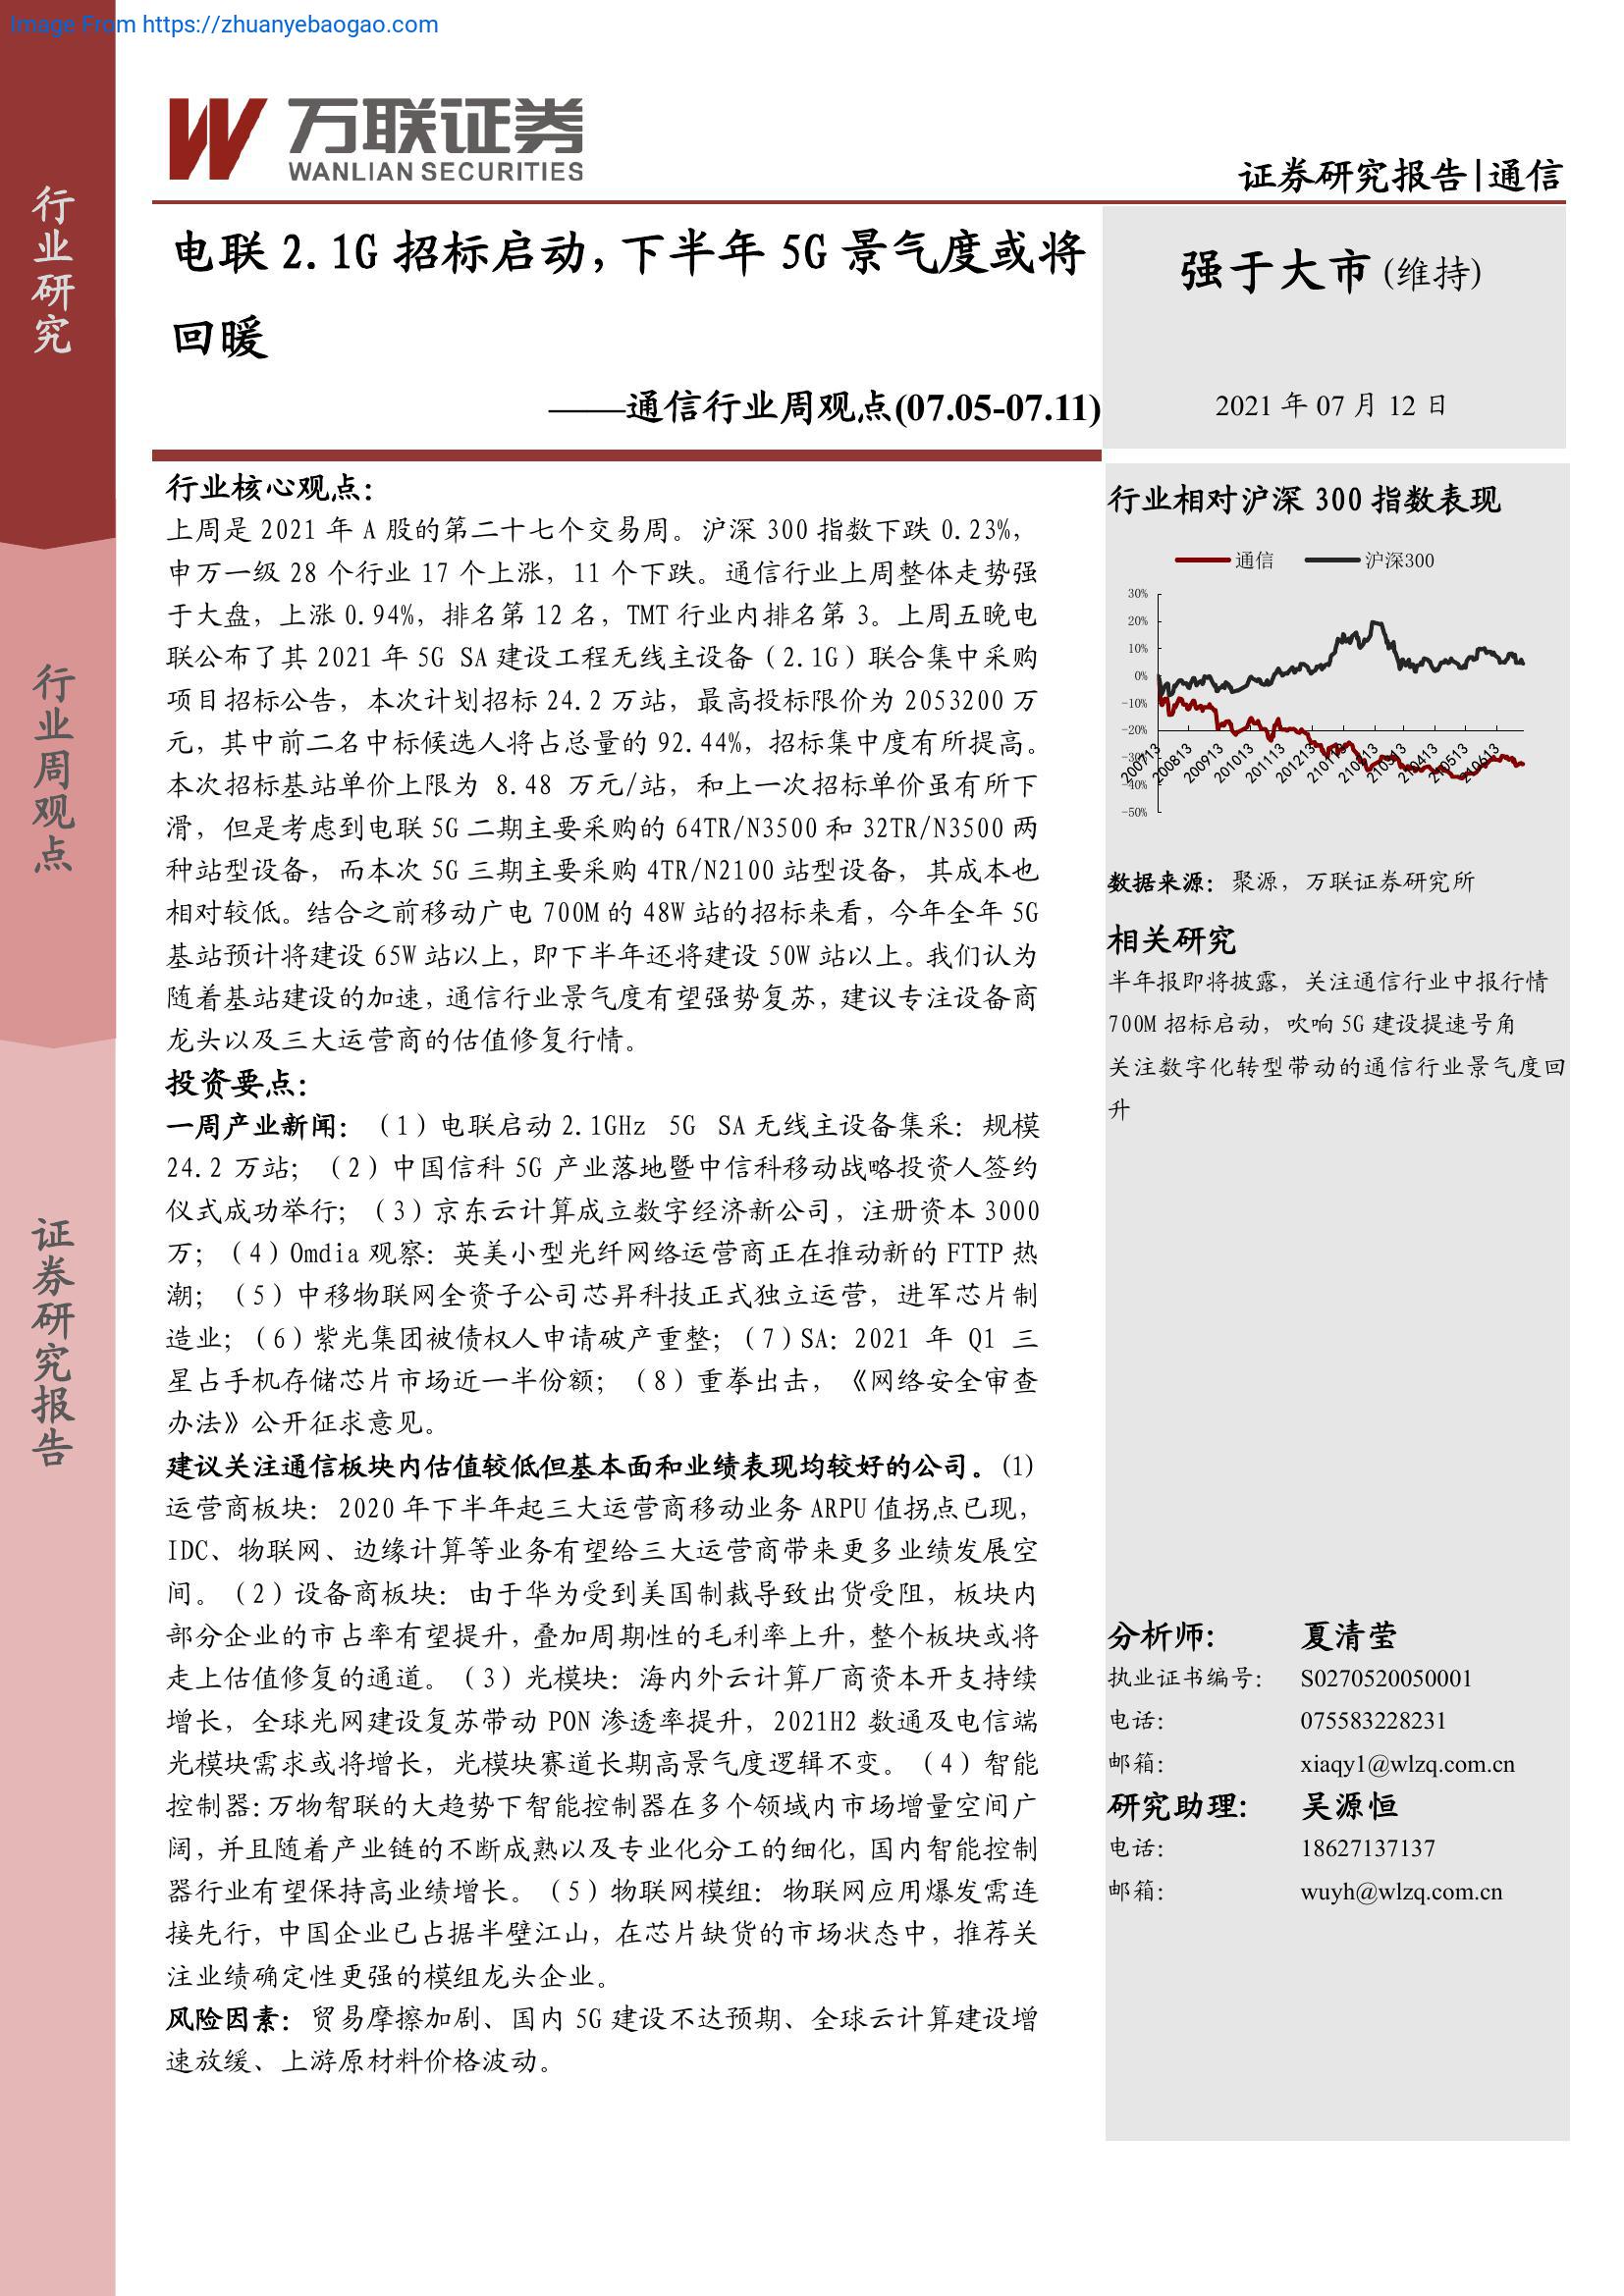 Image From https://zhuanyebaogao.com
万联证券
WANLIAN SECURITIES
证券研究报告|通信
行业研究
行业周观点
证券研究报告
电联 2.1G 招标启动，下半年 5G 景气度或将
回暖
——通信行业周观点(07.05-07.11)
强于大市(维持)
2021 年 07 月 12 日
行业核心观点：
上周是 2021 年 A 股的第二十七个交易周。沪深 300 指数下跌 0.23%，
申万一级 28 个行业 17 个上涨，11 个下跌。通信行业上周整体走势强
于大盘，上涨 0.94%，排名第 12 名，TMT 行业内排名第 3。上周五晚电
联公布了其 2021 年 5G SA 建设工程无线主设备（2.1G）联合集中采购
项目招标公告，本次计划招标 24.2 万站，最高投标限价为 2053200 万
元，其中前二名中标候选人将占总量的 92.44%，招标集中度有所提高。
本次招标基站单价上限为 8.48 万元/站，和上一次招标单价虽有所下
滑，但是考虑到电联 5G 二期主要采购的 64TR/N3500 和 32TR/N3500 两
种站型设备，而本次 5G 三期主要采购 4TR/N2100 站型设备，其成本也
相对较低。结合之前移动广电 700M 的 48W 站的招标来看，今年全年 5G
基站预计将建设 65W 站以上，即下半年还将建设 50W 站以上。我们认为
随着基站建设的加速，通信行业景气度有望强势复苏，建议专注设备商
龙头以及三大运营商的估值修复行情。
投资要点：
一周产业新闻：（1）电联启动 2.1GHz 5G SA 无线主设备集采：规模
24.2 万站；（2）中国信科 5G 产业落地暨中信科移动战略投资人签约
仪式成功举行；（3）京东云计算成立数字经济新公司，注册资本 3000
万；（4）Omdia 观察：英美小型光纤网络运营商正在推动新的 FTTP 热
潮；（5）中移物联网全资子公司芯昇科技正式独立运营，进军芯片制
造业；（6）紫光集团被债权人申请破产重整；（7）SA：2021 年 Q1 三
星占手机存储芯片市场近一半份额；（8）重拳出击，《网络安全审查
办法》公开征求意见。
建议关注通信板块内估值较低但基本面和业绩表现均较好的公司。(1)
运营商板块：2020 年下半年起三大运营商移动业务 ARPU 值拐点已现，
IDC、物联网、边缘计算等业务有望给三大运营商带来更多业绩发展空
间。（2）设备商板块：由于华为受到美国制裁导致出货受阻，板块内
部分企业的市占率有望提升，叠加周期性的毛利率上升，整个板块或将
走上估值修复的通道。（3）光模块：海内外云计算厂商资本开支持续
增长，全球光网建设复苏带动 PON 渗透率提升，2021H2 数通及电信端
光模块需求或将增长，光模块赛道长期高景气度逻辑不变。（4）智能
控制器：万物智联的大趋势下智能控制器在多个领域内市场增量空间广
阔，并且随着产业链的不断成熟以及专业化分工的细化，国内智能控制
器行业有望保持高业绩增长。（5）物联网模组：物联网应用爆发需连
接先行，中国企业已占据半壁江山，在芯片缺货的市场状态中，推荐关
注业绩确定性更强的模组龙头企业。
风险因素：贸易摩擦加剧、国内 5G 建设不达预期、全球云计算建设增
速放缓、上游原材料价格波动。
行业相对沪深 300 指数表现
通信 沪深300
30%
20%
10%
0%
-10%
-20%
-30%
-40%
-50%
200713 200813 200913 201013 201113 201213 210113 210213 210313 210413 210513 210613
数据来源：聚源，万联证券研究所
相关研究
半年报即将披露，关注通信行业中报行情
700M 招标启动，吹响 5G 建设提速号角
关注数字化转型带动的通信行业景气度回
升
分析师： 夏清莹
执业证书编号： S0270520050001
电话： 075583228231
邮箱： xiaqy1@wlzq.com.cn
研究助理： 吴源恒
电话： 18627137137
邮箱： wuyh@wlzq.com.cn